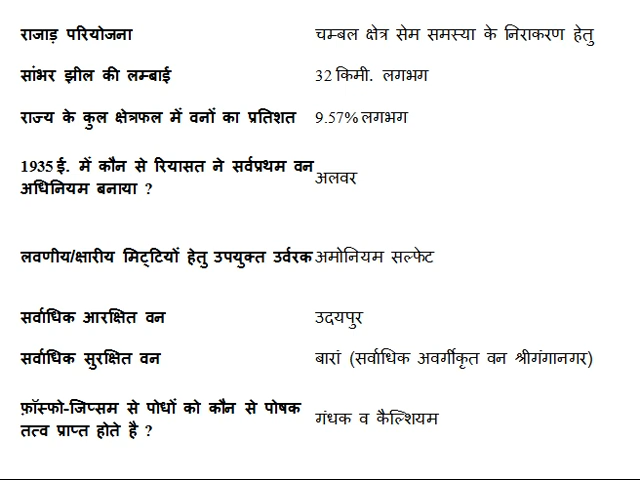 राजाड़ परियोजना चम्बल क्षेत्र सेम समस्या के निराकरण हेतु
सांभर झील की लम्बाई 32 किमी. लगभग
राज्य के कुल क्षेत्रफल में वनों का प्रतिशत 9.57% लगभग
1935 ई. में कौन से रियासत ने सर्वप्रथम वन
अधिनियम बनाया ? अलवर
लवणीय/क्षारीय मिट्टियों हेतु उपयुक्त उर्वरक अमोनियम सल्फेट
सर्वाधिक आरक्षित वन उदयपुर
सर्वाधिक सुरक्षित वन बारां (सर्वाधिक अवर्गीकृत वन श्रीगंगानगर)
फ़ॉस्फो-जिप्सम से पोधों को कौन से पोषक
तत्व प्राप्त होते है ? गंधक व कैल्शियम